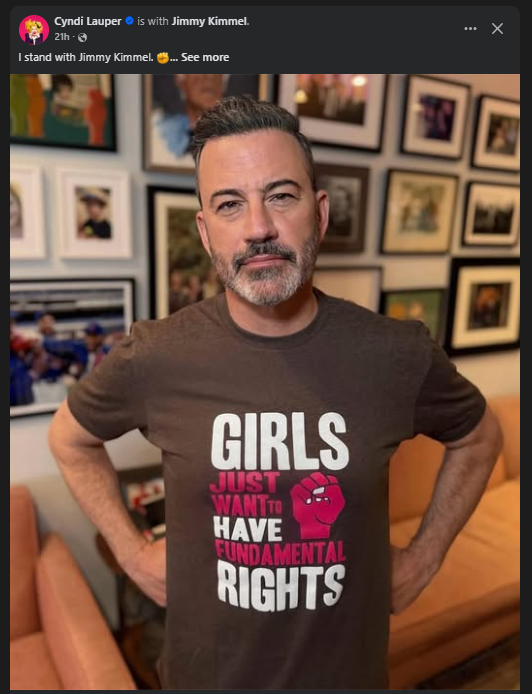 Cyndi Lauper is with Jimmy Kimmel.
21h ·
I stand with Jimmy Kimmel. ✊... See more
GIRLS
JUST
WANT TO
HAVE
FUNDAMENTAL
RIGHTS